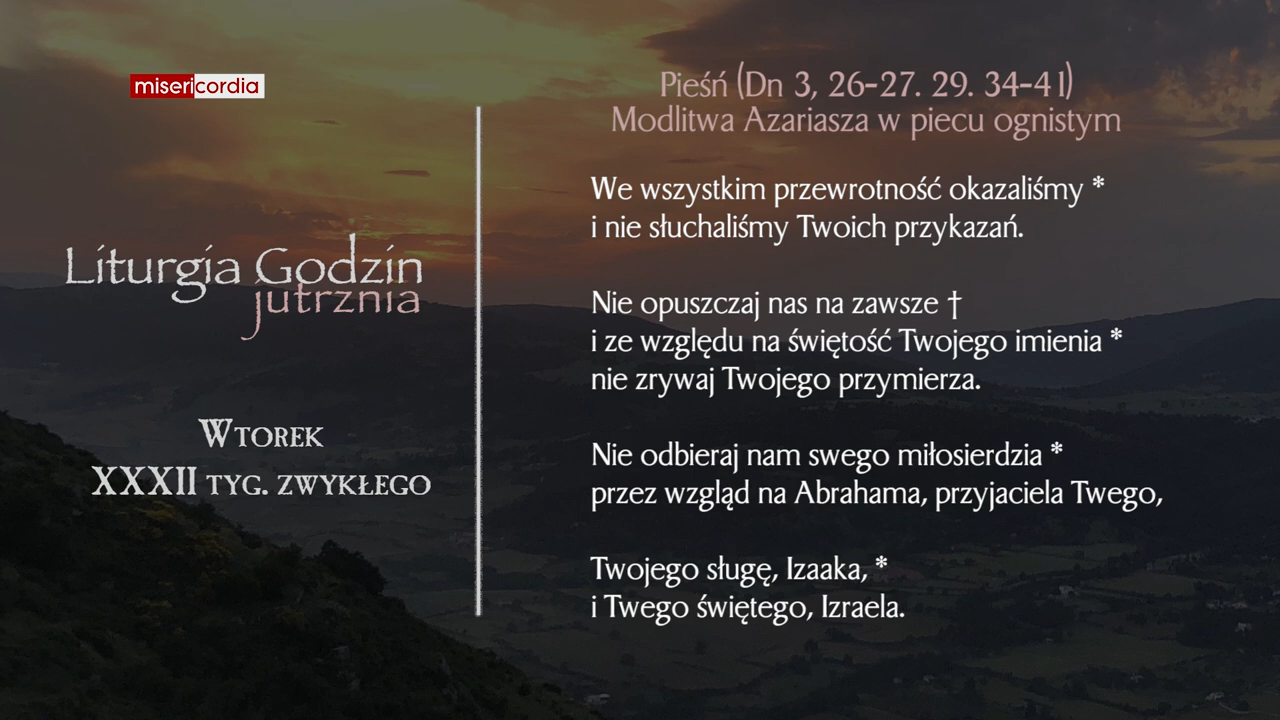 misericordia
Liturgia Godzin
jutrznia
Wtorek
XXXII tyg. zwykłego
Pieśń (Dn 3, 26-27. 29. 34-41)
Modlitwa Azariasza w piecu ognistym
We wszystkim przewrotność okazaliśmy *
i nie słuchaliśmy Twoich przykazań.
Nie opuszczaj nas na zawsze †
i ze względu na świętość Twojego imienia *
nie zrywaj Twojego przymierza.
Nie odbieraj nam swego miłosierdzia *
przez wzgląd na Abrahama, przyjaciela Twego,
Twojego sługę, Izaaka, *
i Twego świętego, Izraela.